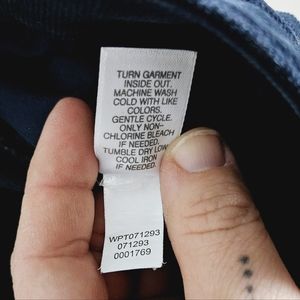 TURN GARMENT
INSIDE OUT.
MACHINE WASH
COLD WITH LIKE
COLORS.
GENTLE CYCLE.
ONLY NON-
CHLORINE BLEACH
IF NEEDED.
TUMBLE DRY LOW.
COOL IRON
IF NEEDED.
WPT071293
071293
0001769